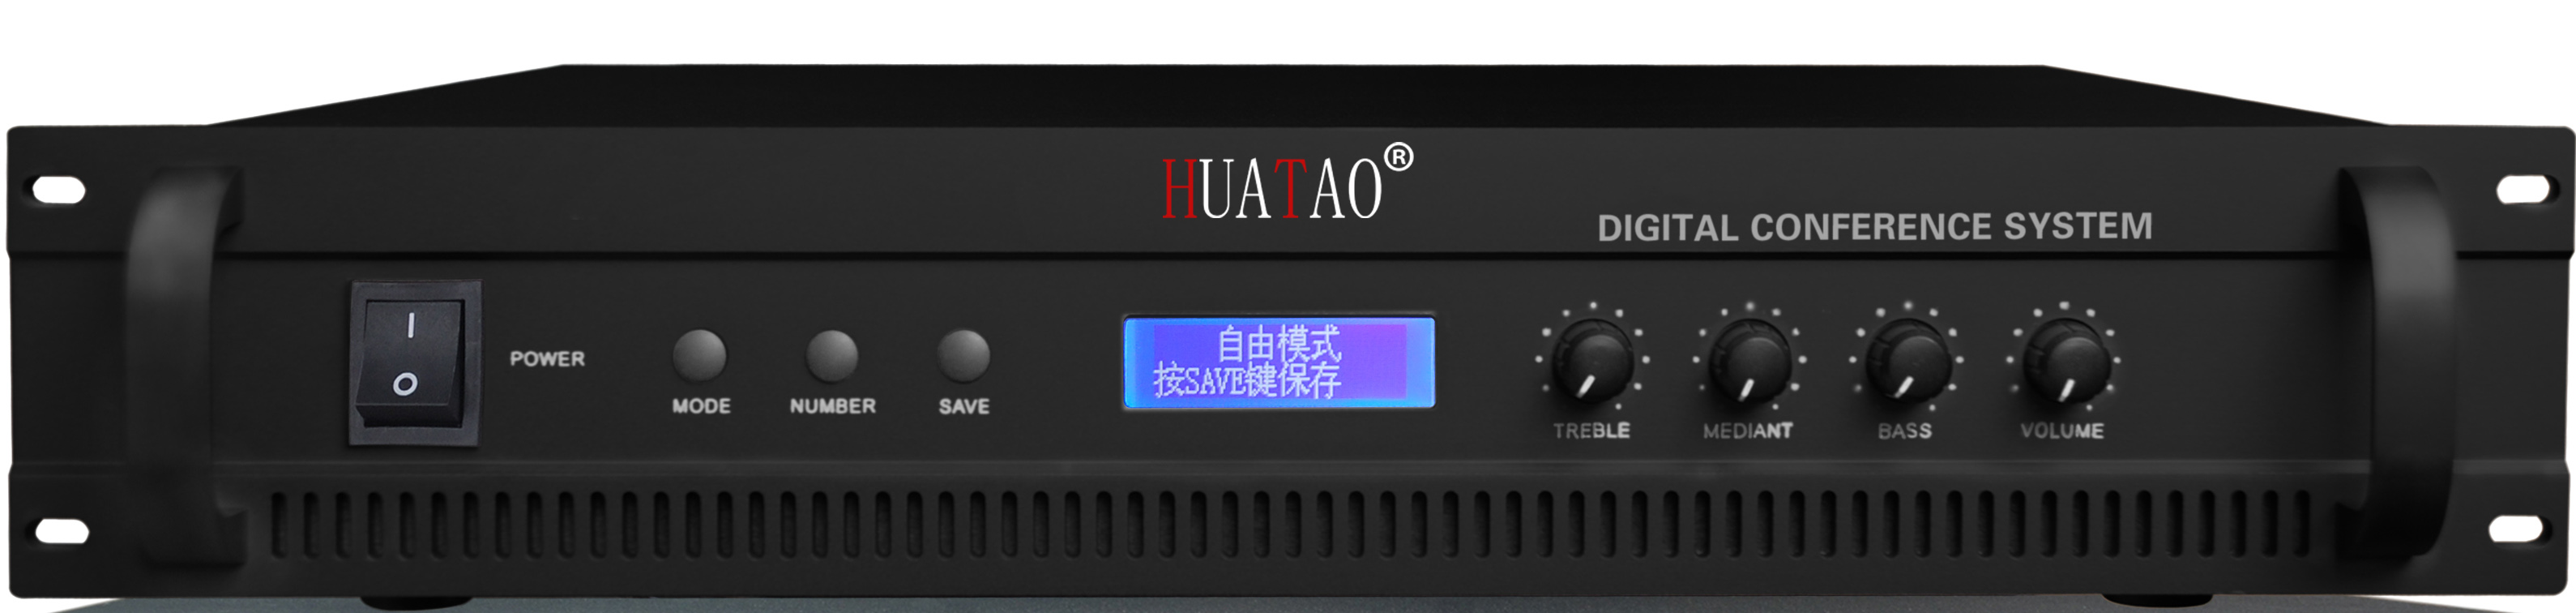 HUATAO®
DIGITAL CONFERENCE SYSTEM
POWER
MODE
NUMBER
SAVE
自由模式
按SAVE键保存
TREBLE
MEDIANT
BASS
VOLUME